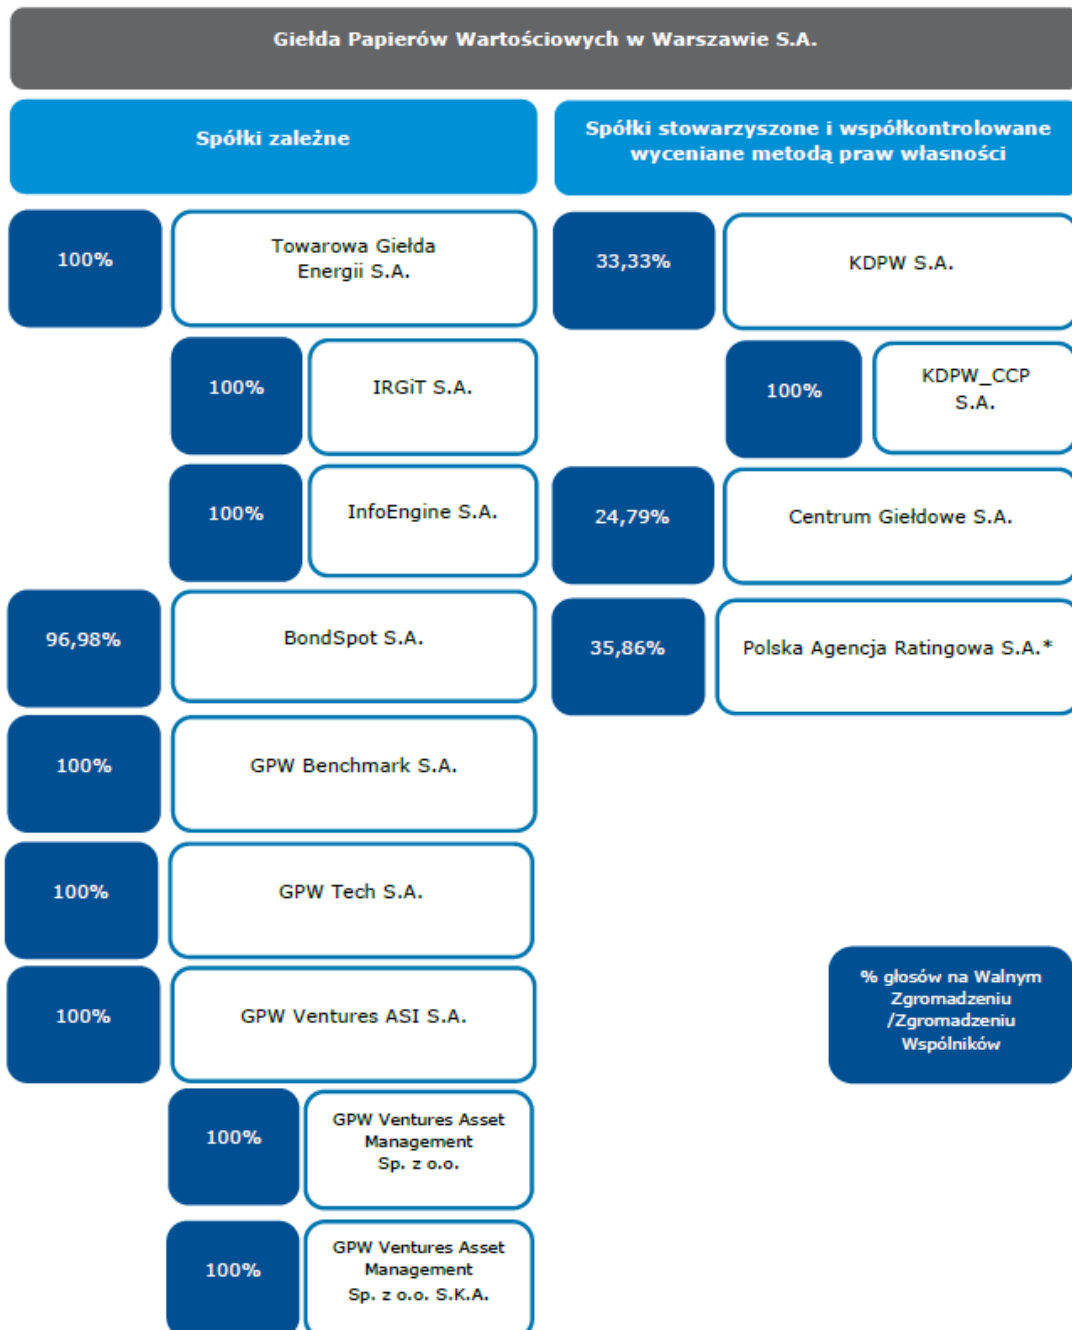 Giełda Papierów Wartościowych w Warszawie S.A.
Spółki zależne
Spółki stowarzyszone i współkontrolowane
wyceniane metodą praw własności
100%
Towarowa Giełda
Energii S.A.
100%
IRGiT S.A.
100%
InfoEngine S.A.
96,98%
BondSpot S.A.
100%
GPW Benchmark S.A.
100%
GPW Tech S.A.
100%
GPW Ventures ASI S.A.
100%
GPW Ventures Asset
Management
Sp. z o.o.
100%
GPW Ventures Asset
Management
Sp. z o.o. S.K.A.
33,33%
KDPW S.A.
100%
KDPW_CCP
S.A.
24,79%
Centrum Giełdowe S.A.
35,86%
Polska Agencja Ratingowa S.A.*
% głosów na Walnym
Zgromadzeniu
/Zgromadzeniu
Wspólników